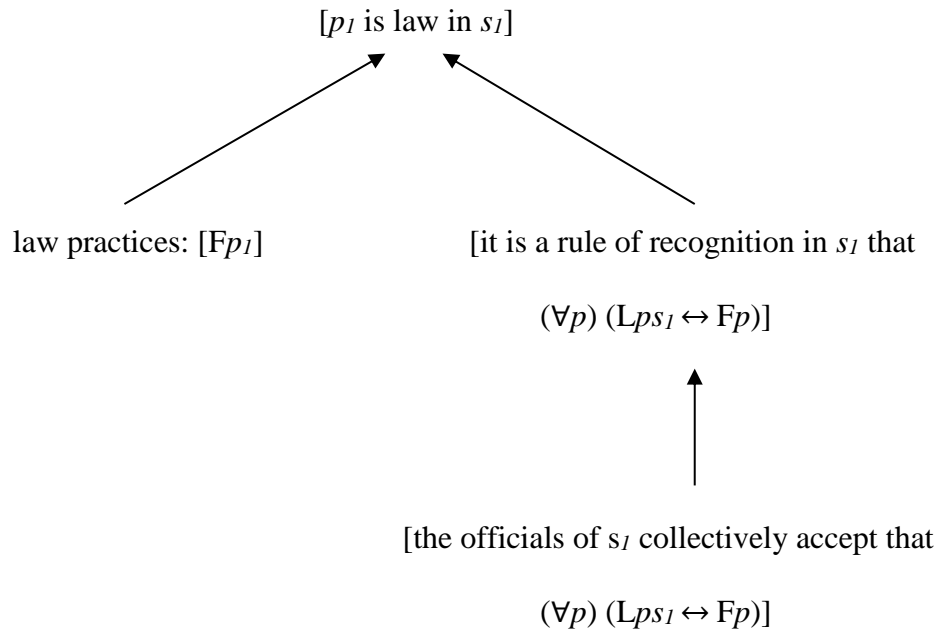 [p₁ is law in s₁]
law practices: [Fp₁]
[it is a rule of recognition in s₁ that
(∀p) (Lps₁ ↔ Fp)]
[the officials of s₁ collectively accept that
(∀p) (Lps₁ ↔ Fp)]